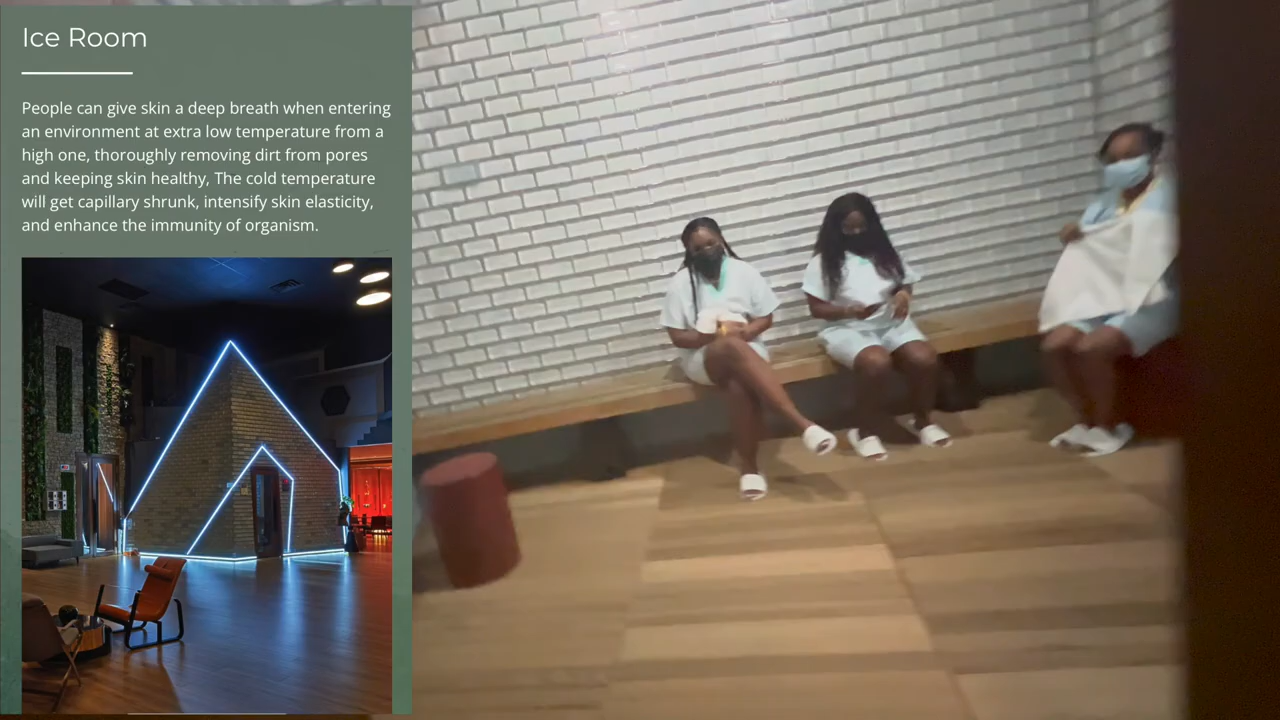 Ice Room
People can give skin a deep breath when entering
an environment at extra low temperature from a
high one, thoroughly removing dirt from pores
and keeping skin healthy, The cold temperature
will get capillary shrunk, intensify skin elasticity,
and enhance the immunity of organism.